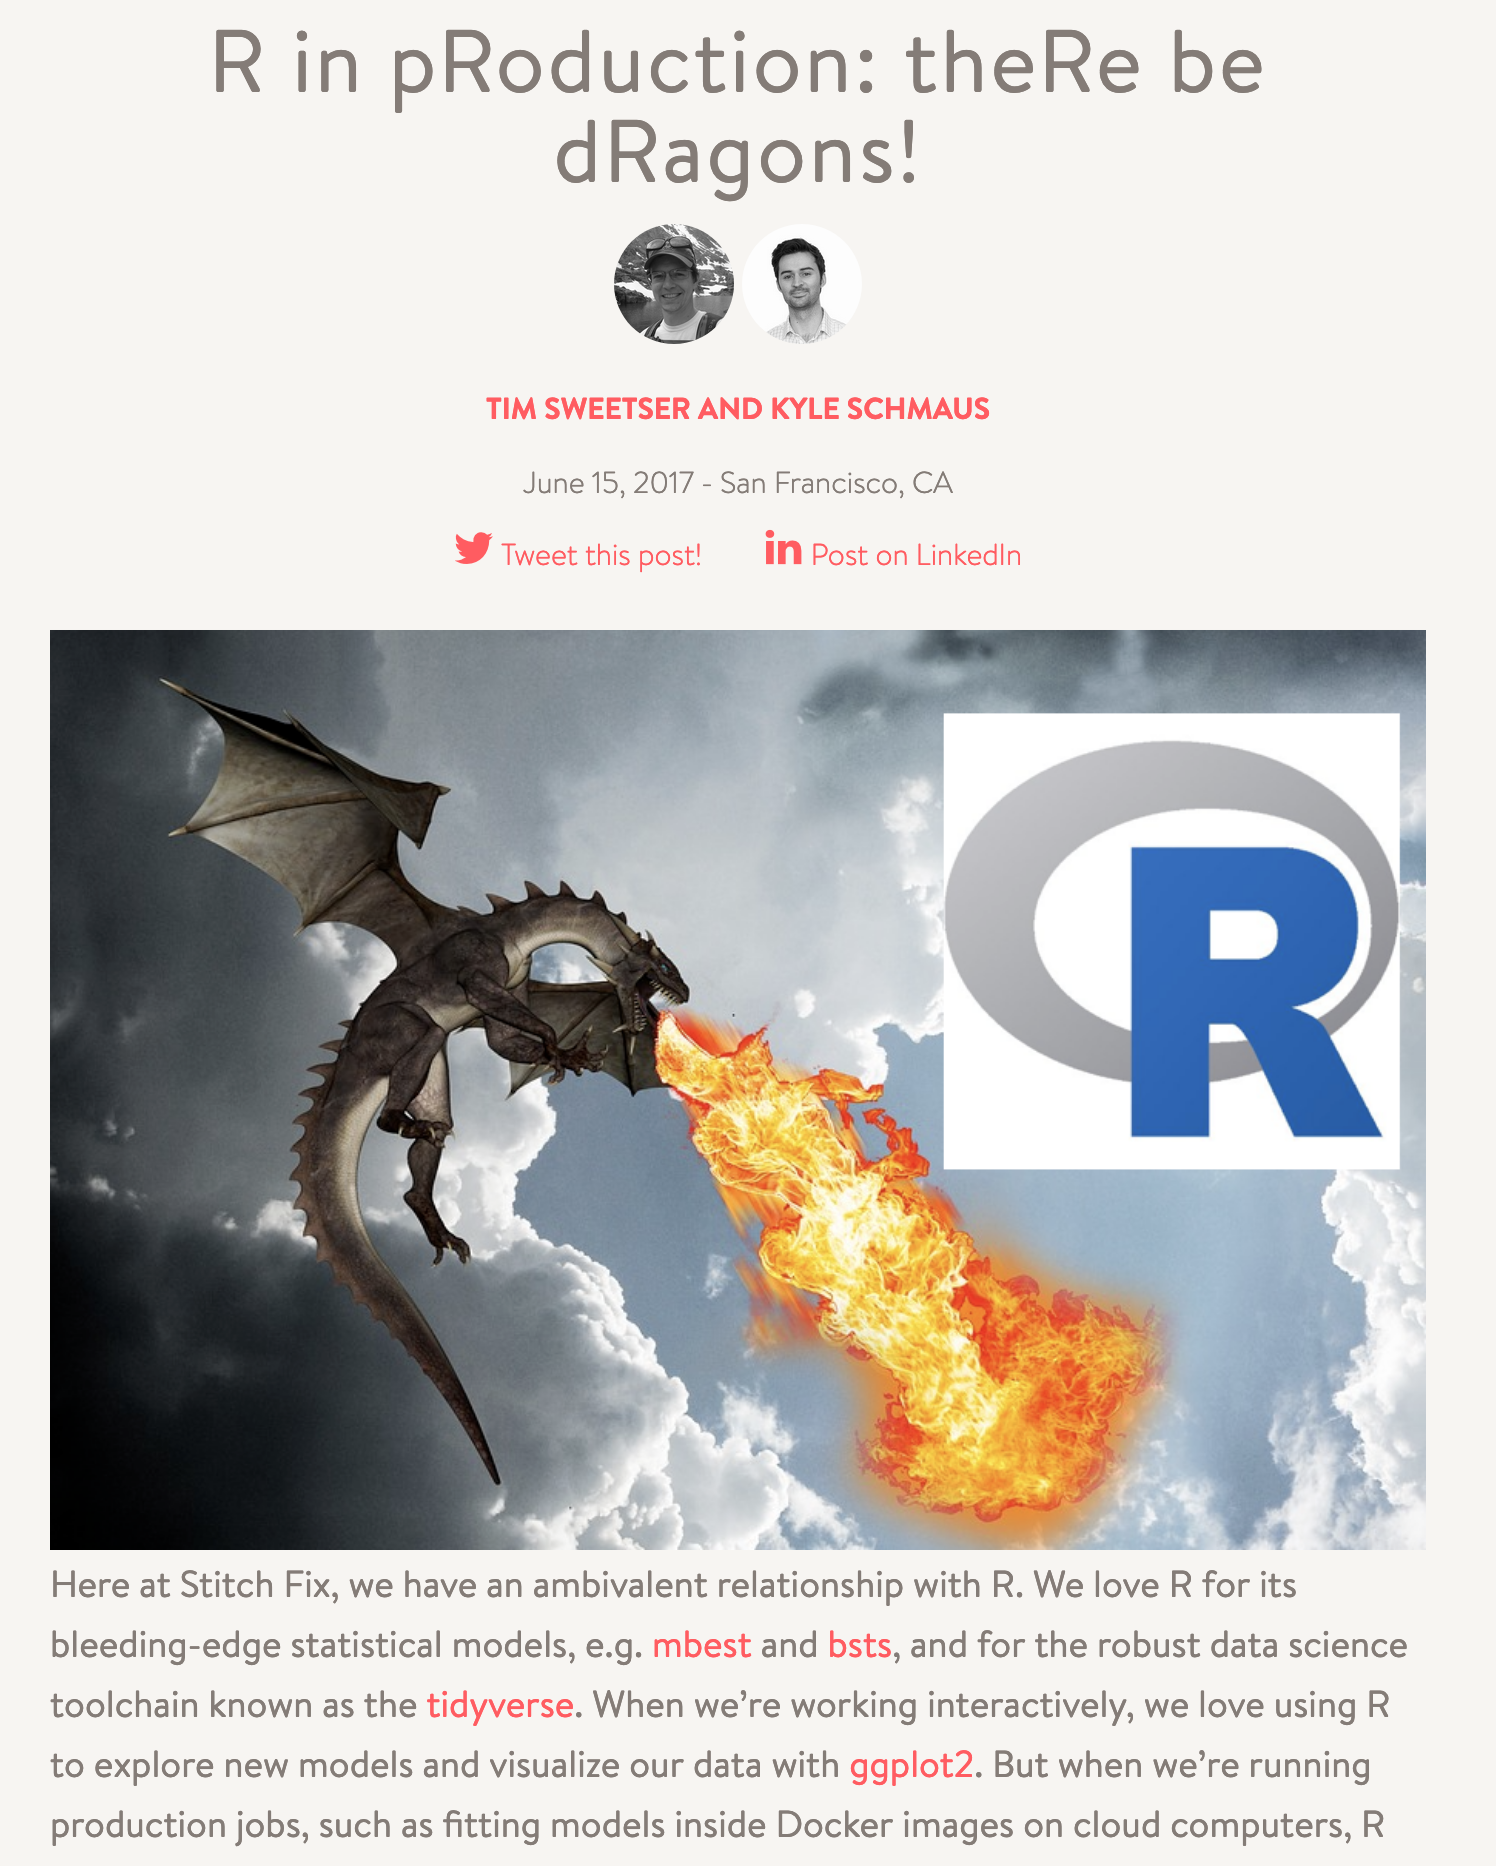 R in pRoduction: theRe be
dRagons!
TIM SWEETSER AND KYLE SCHMAUS
June 15, 2017 - San Francisco, CA
Tweet this post!
in Post on LinkedIn
R
Here at Stitch Fix, we have an ambivalent relationship with R. We love R for its
bleeding-edge statistical models, e.g. mbest and bsts, and for the robust data science
toolchain known as the tidyverse. When we’re working interactively, we love using R
to explore new models and visualize our data with ggplot2. But when we’re running
production jobs, such as fitting models inside Docker images on cloud computers, R